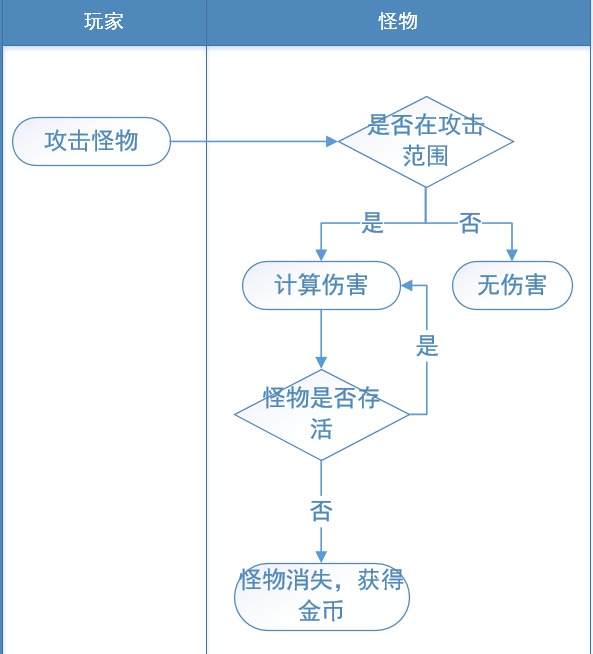 玩家
怪物
攻击怪物
是否在攻击
范围
是
否
计算伤害
无伤害
是
怪物是否存
活
否
怪物消失，获得
金币